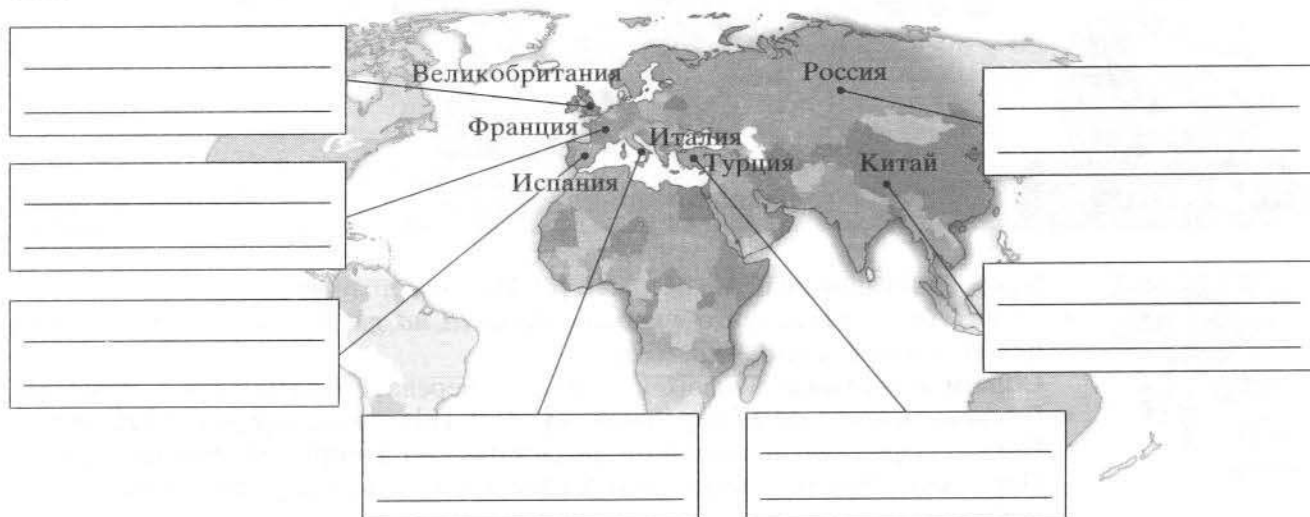 Великобритания
Россия
Франция
Италия
Турция
Китай
Испания